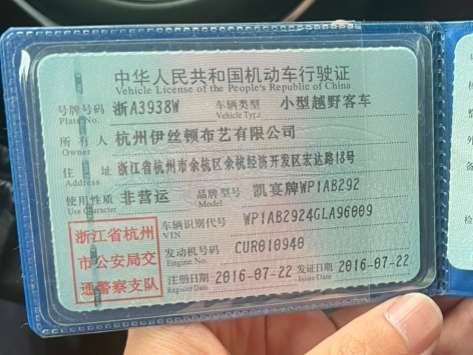 中华人民共和国机动车行驶证
Vehicle License of the People's Republic of China
号牌号码 浙A3938W 车辆类型 小型越野客车
Plate No. Vehicle Type
所有人 杭州伊丝顿布艺有限公司
Owner
住址 浙江省杭州市余杭区余杭经济开发区宏达路18号
Address
使用性质 非营运 品牌型号 凯宴牌WP1AB292
Use Character Model
浙江省杭州
市公安局交
通警察支队
车辆识别代号 WP1AB2924GLA96009
VIN
发动机号码 CUR010940
Engine No.
注册日期 2016-07-22 发证日期 2016-07-22
Register Date Issue Date